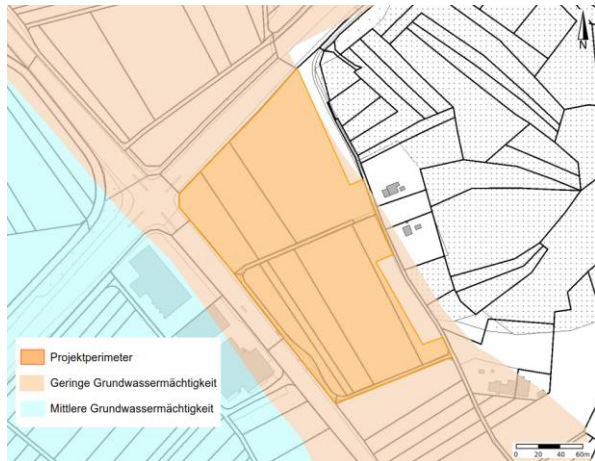 N
Projektperimeter
Geringe Grundwassermächtigkeit
Mittlere Grundwassermächtigkeit
0 20 40 60m